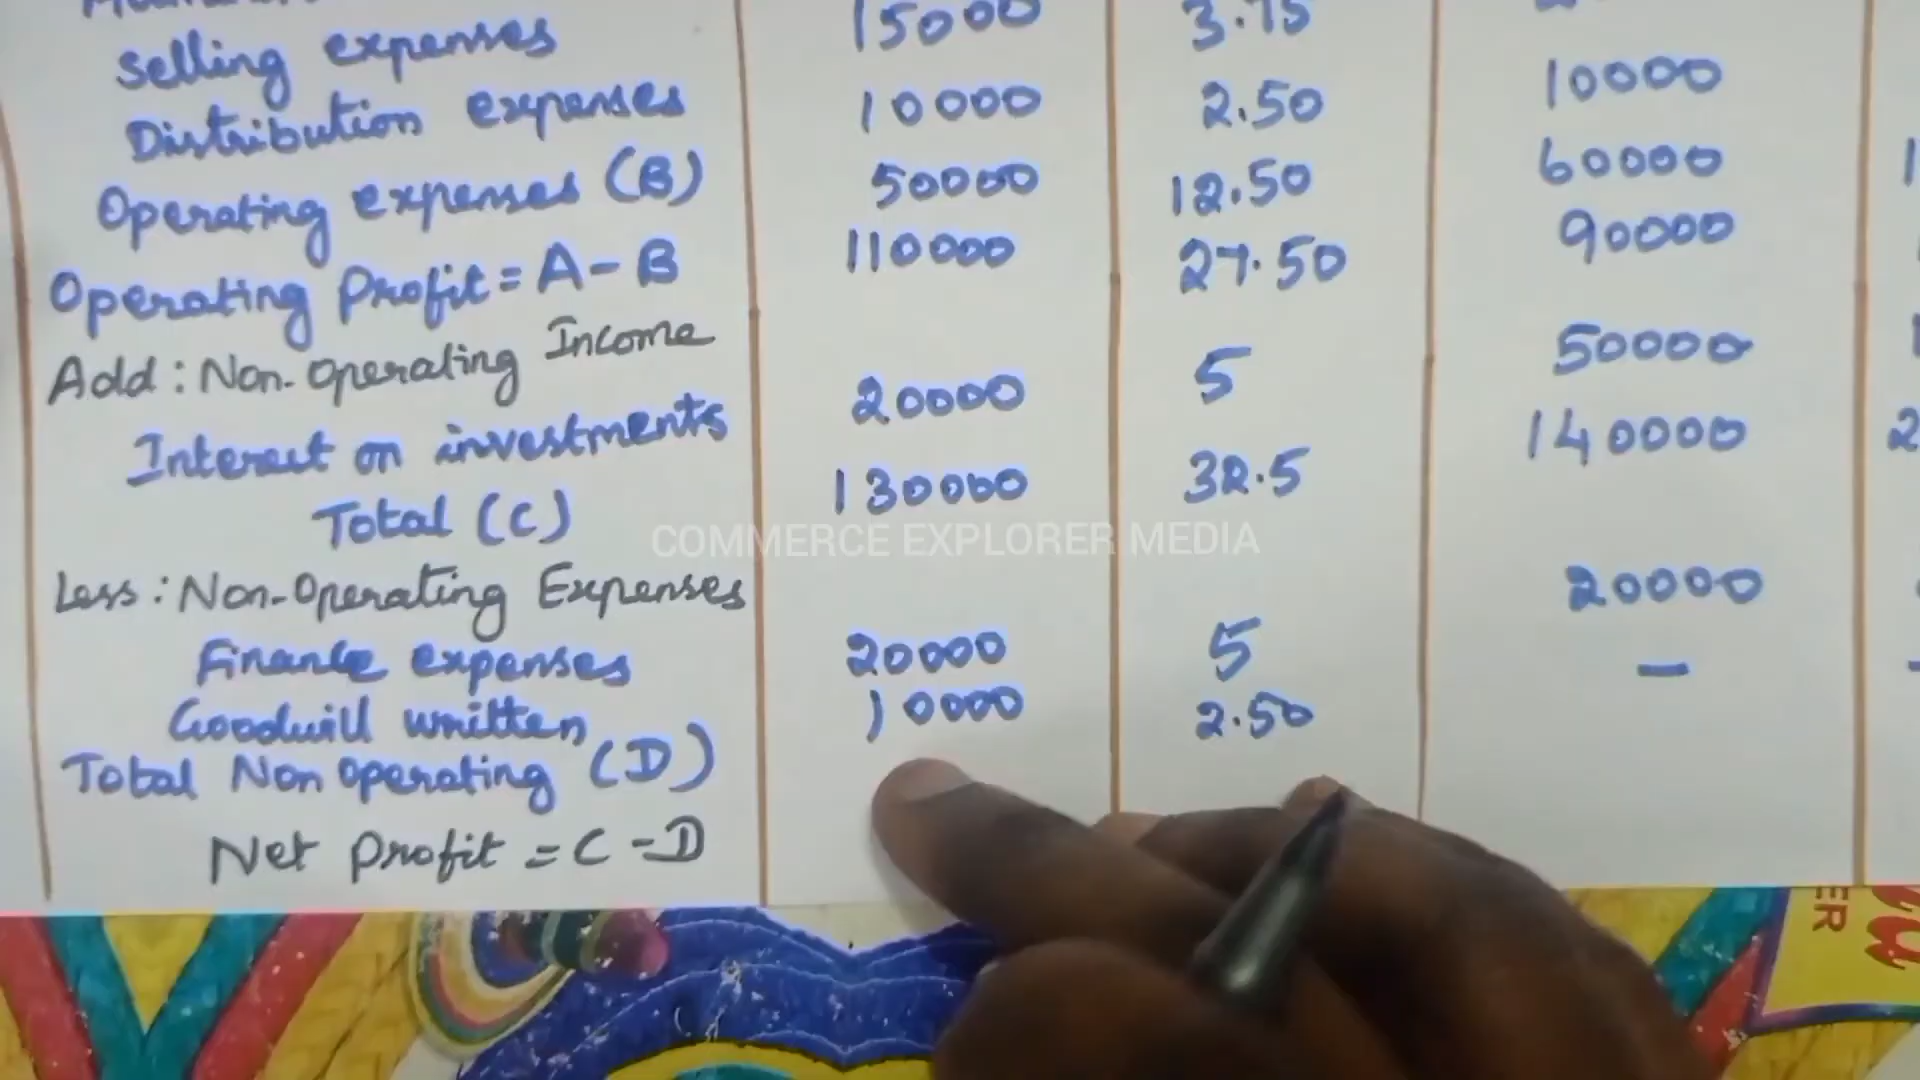 Selling expenses 15000 3.75
Distribution expenses 10000 2.50 10000
Operating expenses (B) 50000 12.50 60000
Operating Profit = A - B 110000 27.50 90000
Add : Non-operating Income
Interest on investments 20000 5 50000
Total (C) 130000 32.5 140000
COMMERCE EXPLORER MEDIA
Less : Non-Operating Expenses
Finance expenses 20000 5 20000
Goodwill written 10000 2.50 –
Total Non Operating (D)
Net Profit = C - D
ER